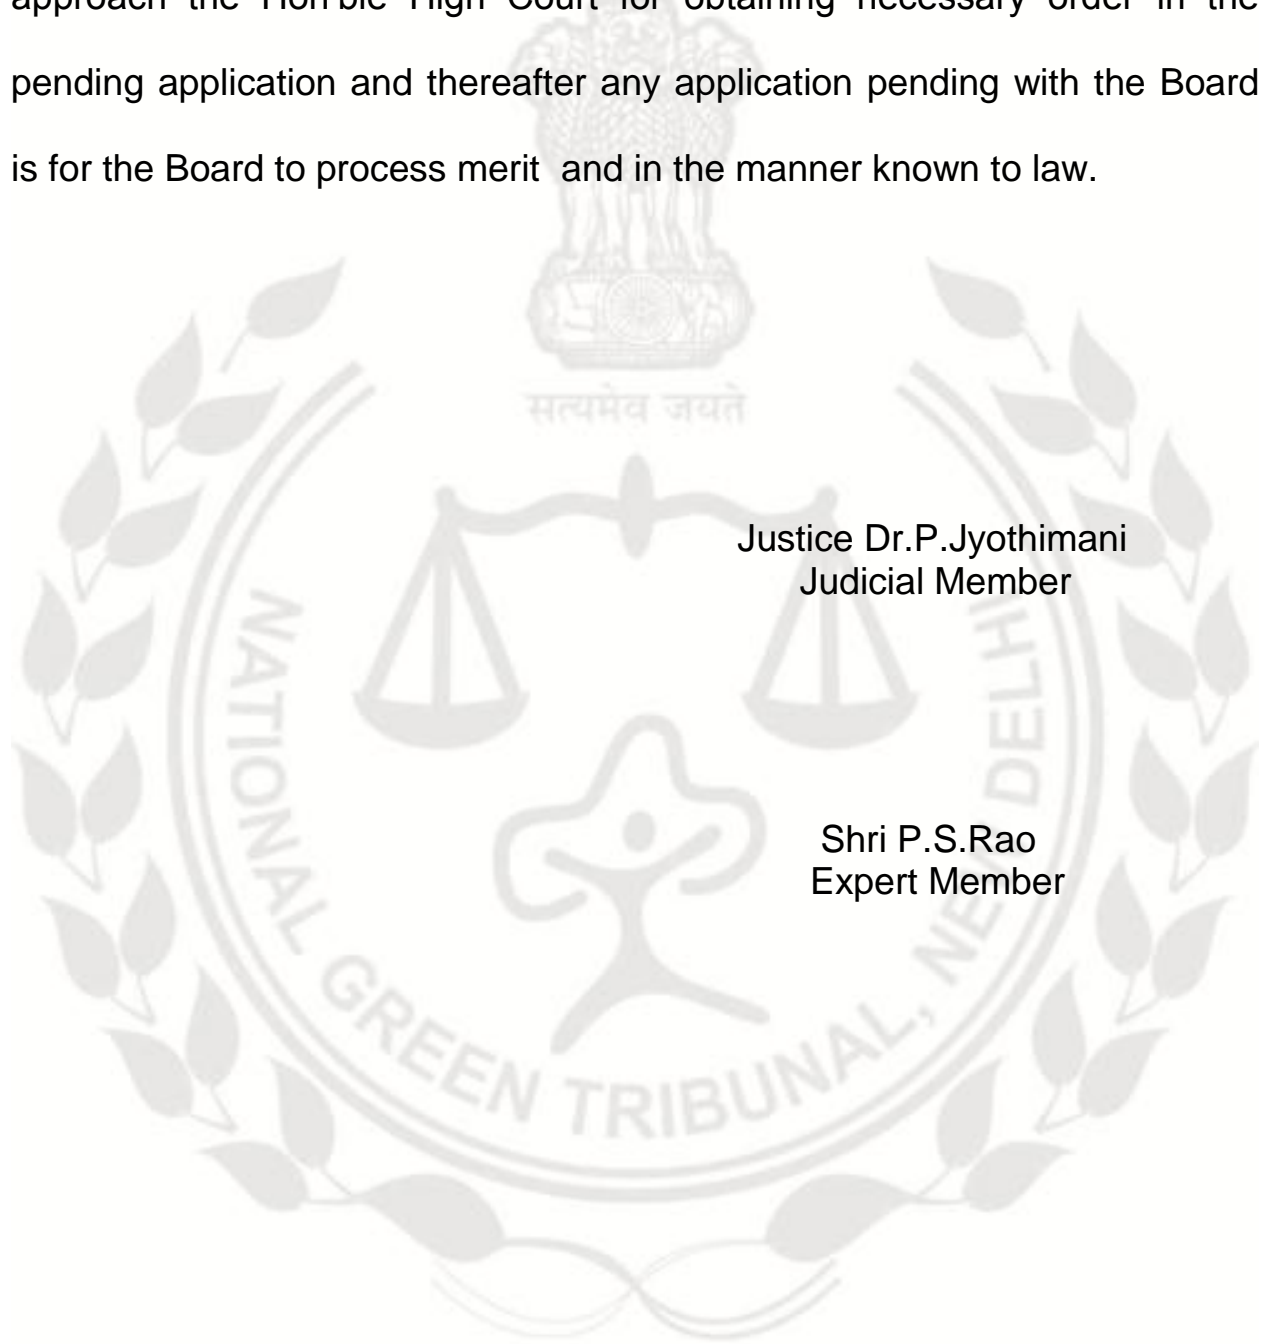 approach the Hon'ble High Court for obtaining necessary order in the
pending application and thereafter any application pending with the Board
is for the Board to process merit  and in the manner known to law.
सत्यमेव जयते
Justice Dr.P.Jyothimani
Judicial Member
Shri P.S.Rao
Expert Member
NATIONAL GREEN TRIBUNAL, NEW DELHI